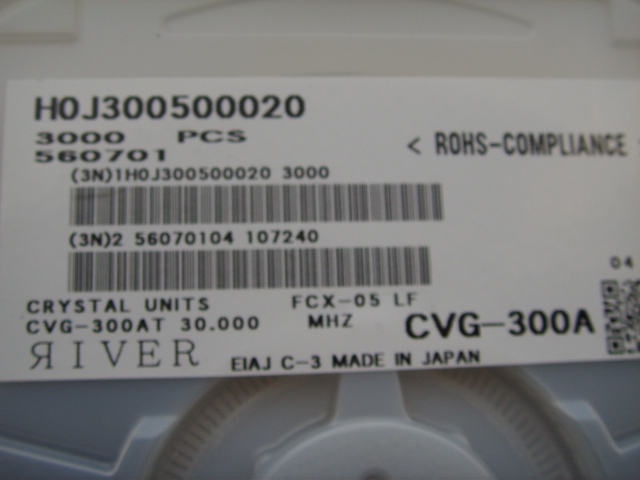 H0J300500020
3000 PCS
560701
< ROHS-COMPLIANCE
(3N)1H0J300500020 3000
(3N)2 56070104 107240
04
CRYSTAL UNITS FCX-05 LF
CVG-300AT 30.000 MHZ CVG-300A
ЯIVER EIAJ C-3 MADE IN JAPAN